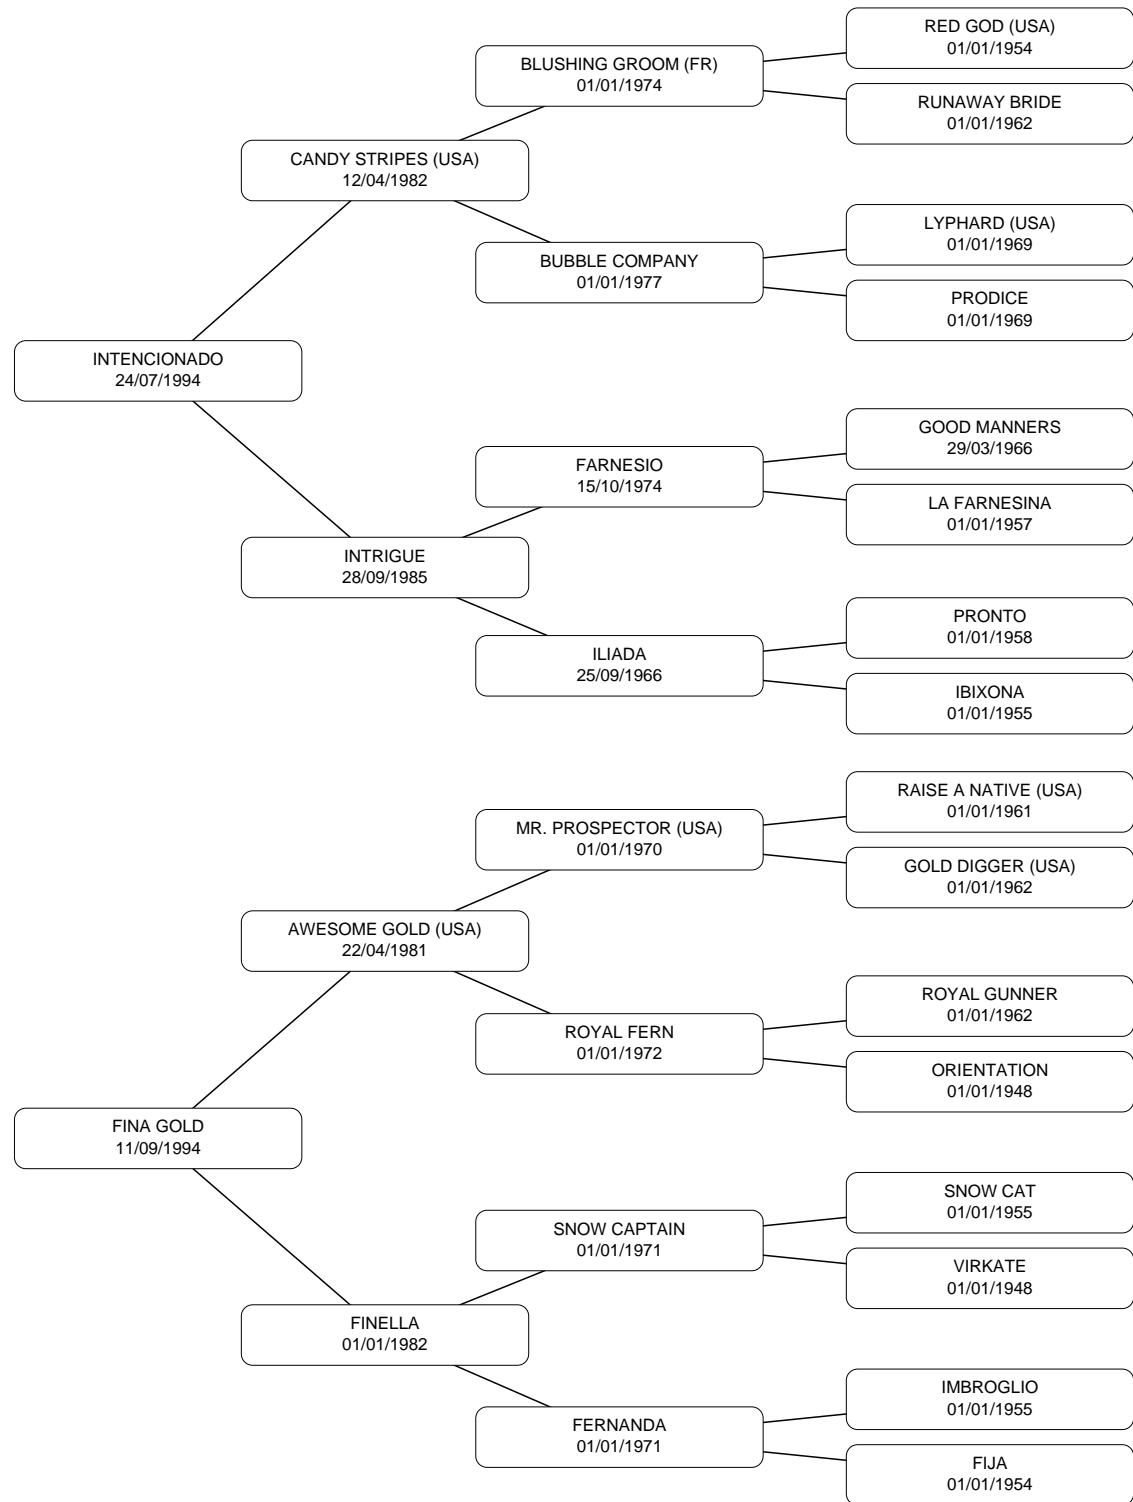 RED GOD (USA)
01/01/1954
BLUSHING GROOM (FR)
01/01/1974
RUNAWAY BRIDE
01/01/1962
CANDY STRIPES (USA)
12/04/1982
LYPHARD (USA)
01/01/1969
BUBBLE COMPANY
01/01/1977
PRODICE
01/01/1969
INTENCIONADO
24/07/1994
GOOD MANNERS
29/03/1966
FARNESIO
15/10/1974
LA FARNESINA
01/01/1957
INTRIGUE
28/09/1985
PRONTO
01/01/1958
ILIADA
25/09/1966
IBIXONA
01/01/1955
RAISE A NATIVE (USA)
01/01/1961
MR. PROSPECTOR (USA)
01/01/1970
GOLD DIGGER (USA)
01/01/1962
AWESOME GOLD (USA)
22/04/1981
ROYAL GUNNER
01/01/1962
ROYAL FERN
01/01/1972
ORIENTATION
01/01/1948
FINA GOLD
11/09/1994
SNOW CAT
01/01/1955
SNOW CAPTAIN
01/01/1971
VIRKATE
01/01/1948
FINELLA
01/01/1982
IMBROGLIO
01/01/1955
FERNANDA
01/01/1971
FIJA
01/01/1954